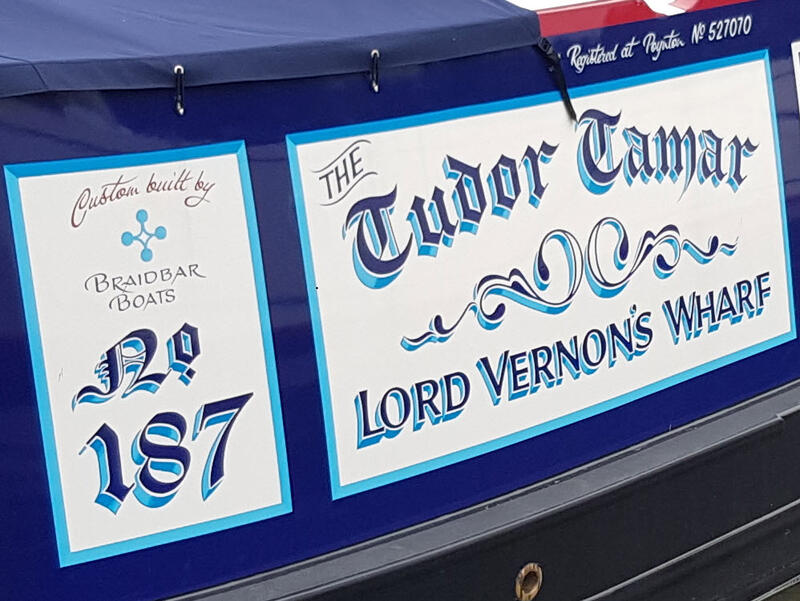 Registered at Poynton Nº 527070
Custom built by
BRAIDBAR
BOATS
Nº
187
THE
Tudor Tamar
LORD VERNON'S WHARF